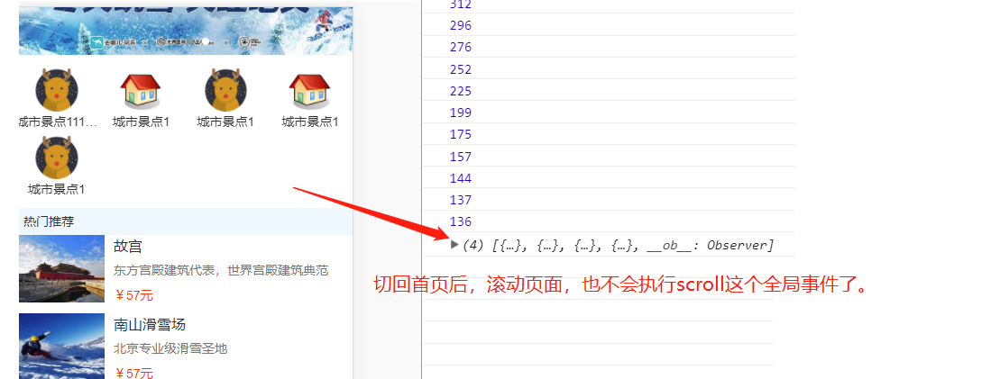 城市景点111...
城市景点1
城市景点1
城市景点1
城市景点1
热门推荐
故宫
东方宫殿建筑代表，世界宫殿建筑典范
￥57元
南山滑雪场
北京专业级滑雪圣地
￥57元
312
296
276
252
225
199
175
157
144
137
136
(4) [{…}, {…}, {…}, {…}, __ob__: Observer]
切回首页后，滚动页面，也不会执行scroll这个全局事件了。